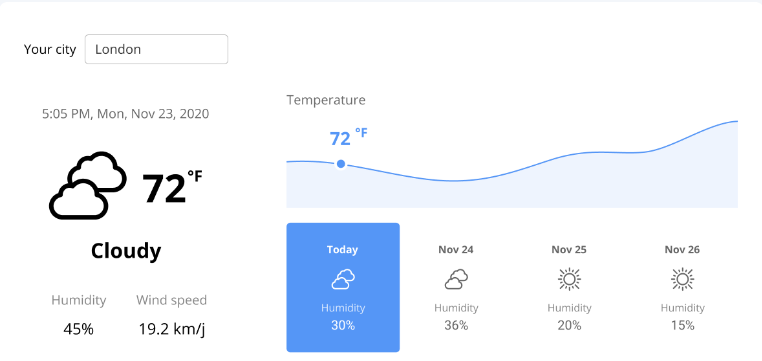 Your city London
5:05 PM, Mon, Nov 23, 2020
72 °F
Cloudy
Humidity Wind speed
45% 19.2 km/j
Temperature
72 °F
Today Nov 24 Nov 25 Nov 26
Humidity Humidity Humidity Humidity
30% 36% 20% 15%